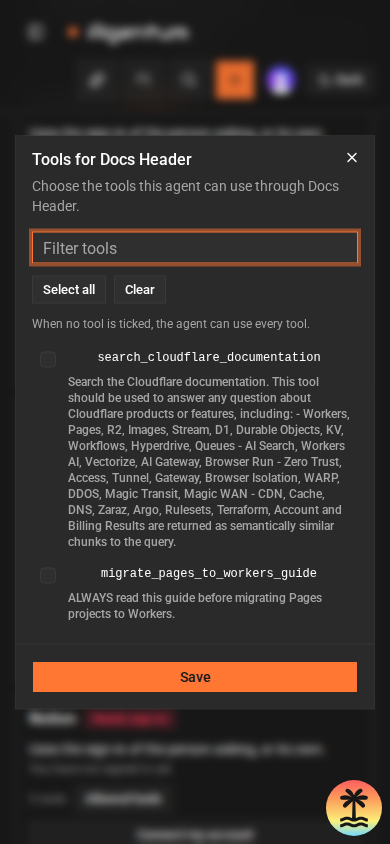 Tools for Docs Header
Choose the tools this agent can use through Docs
Header.
Filter tools
Select all
Clear
When no tool is ticked, the agent can use every tool.
search_cloudflare_documentation
Search the Cloudflare documentation. This tool
should be used to answer any question about
Cloudflare products or features, including: - Workers,
Pages, R2, Images, Stream, D1, Durable Objects, KV,
Workflows, Hyperdrive, Queues - AI Search, Workers
AI, Vectorize, AI Gateway, Browser Run - Zero Trust,
Access, Tunnel, Gateway, Browser Isolation, WARP,
DDOS, Magic Transit, Magic WAN - CDN, Cache,
DNS, Zaraz, Argo, Rulesets, Terraform, Account and
Billing Results are returned as semantically similar
chunks to the query.
migrate_pages_to_workers_guide
ALWAYS read this guide before migrating Pages
projects to Workers.
Save